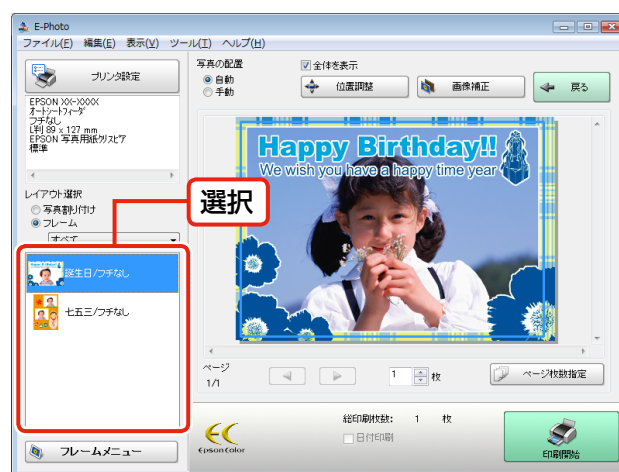 E-Photo
ファイル(F) 編集(E) 表示(V) ツール(T) ヘルプ(H)
プリンタ設定
EPSON XX-XXXX
オートシートフィーダ
フチなし
L判 89 x 127 mm
EPSON 写真用紙クリスピア
標準
写真の配置
自動
手動
全体を表示
位置調整
画像補正
戻る
レイアウト選択
写真割り付け
フレーム
すべて
選択
誕生日/フチなし
七五三/フチなし
フレームメニュー
Happy Birthday!!
We wish you have a happy time year
ページ
1/1
1 枚
ページ枚数指定
EPSON Color
総印刷枚数: 1 枚
日付印刷
印刷開始